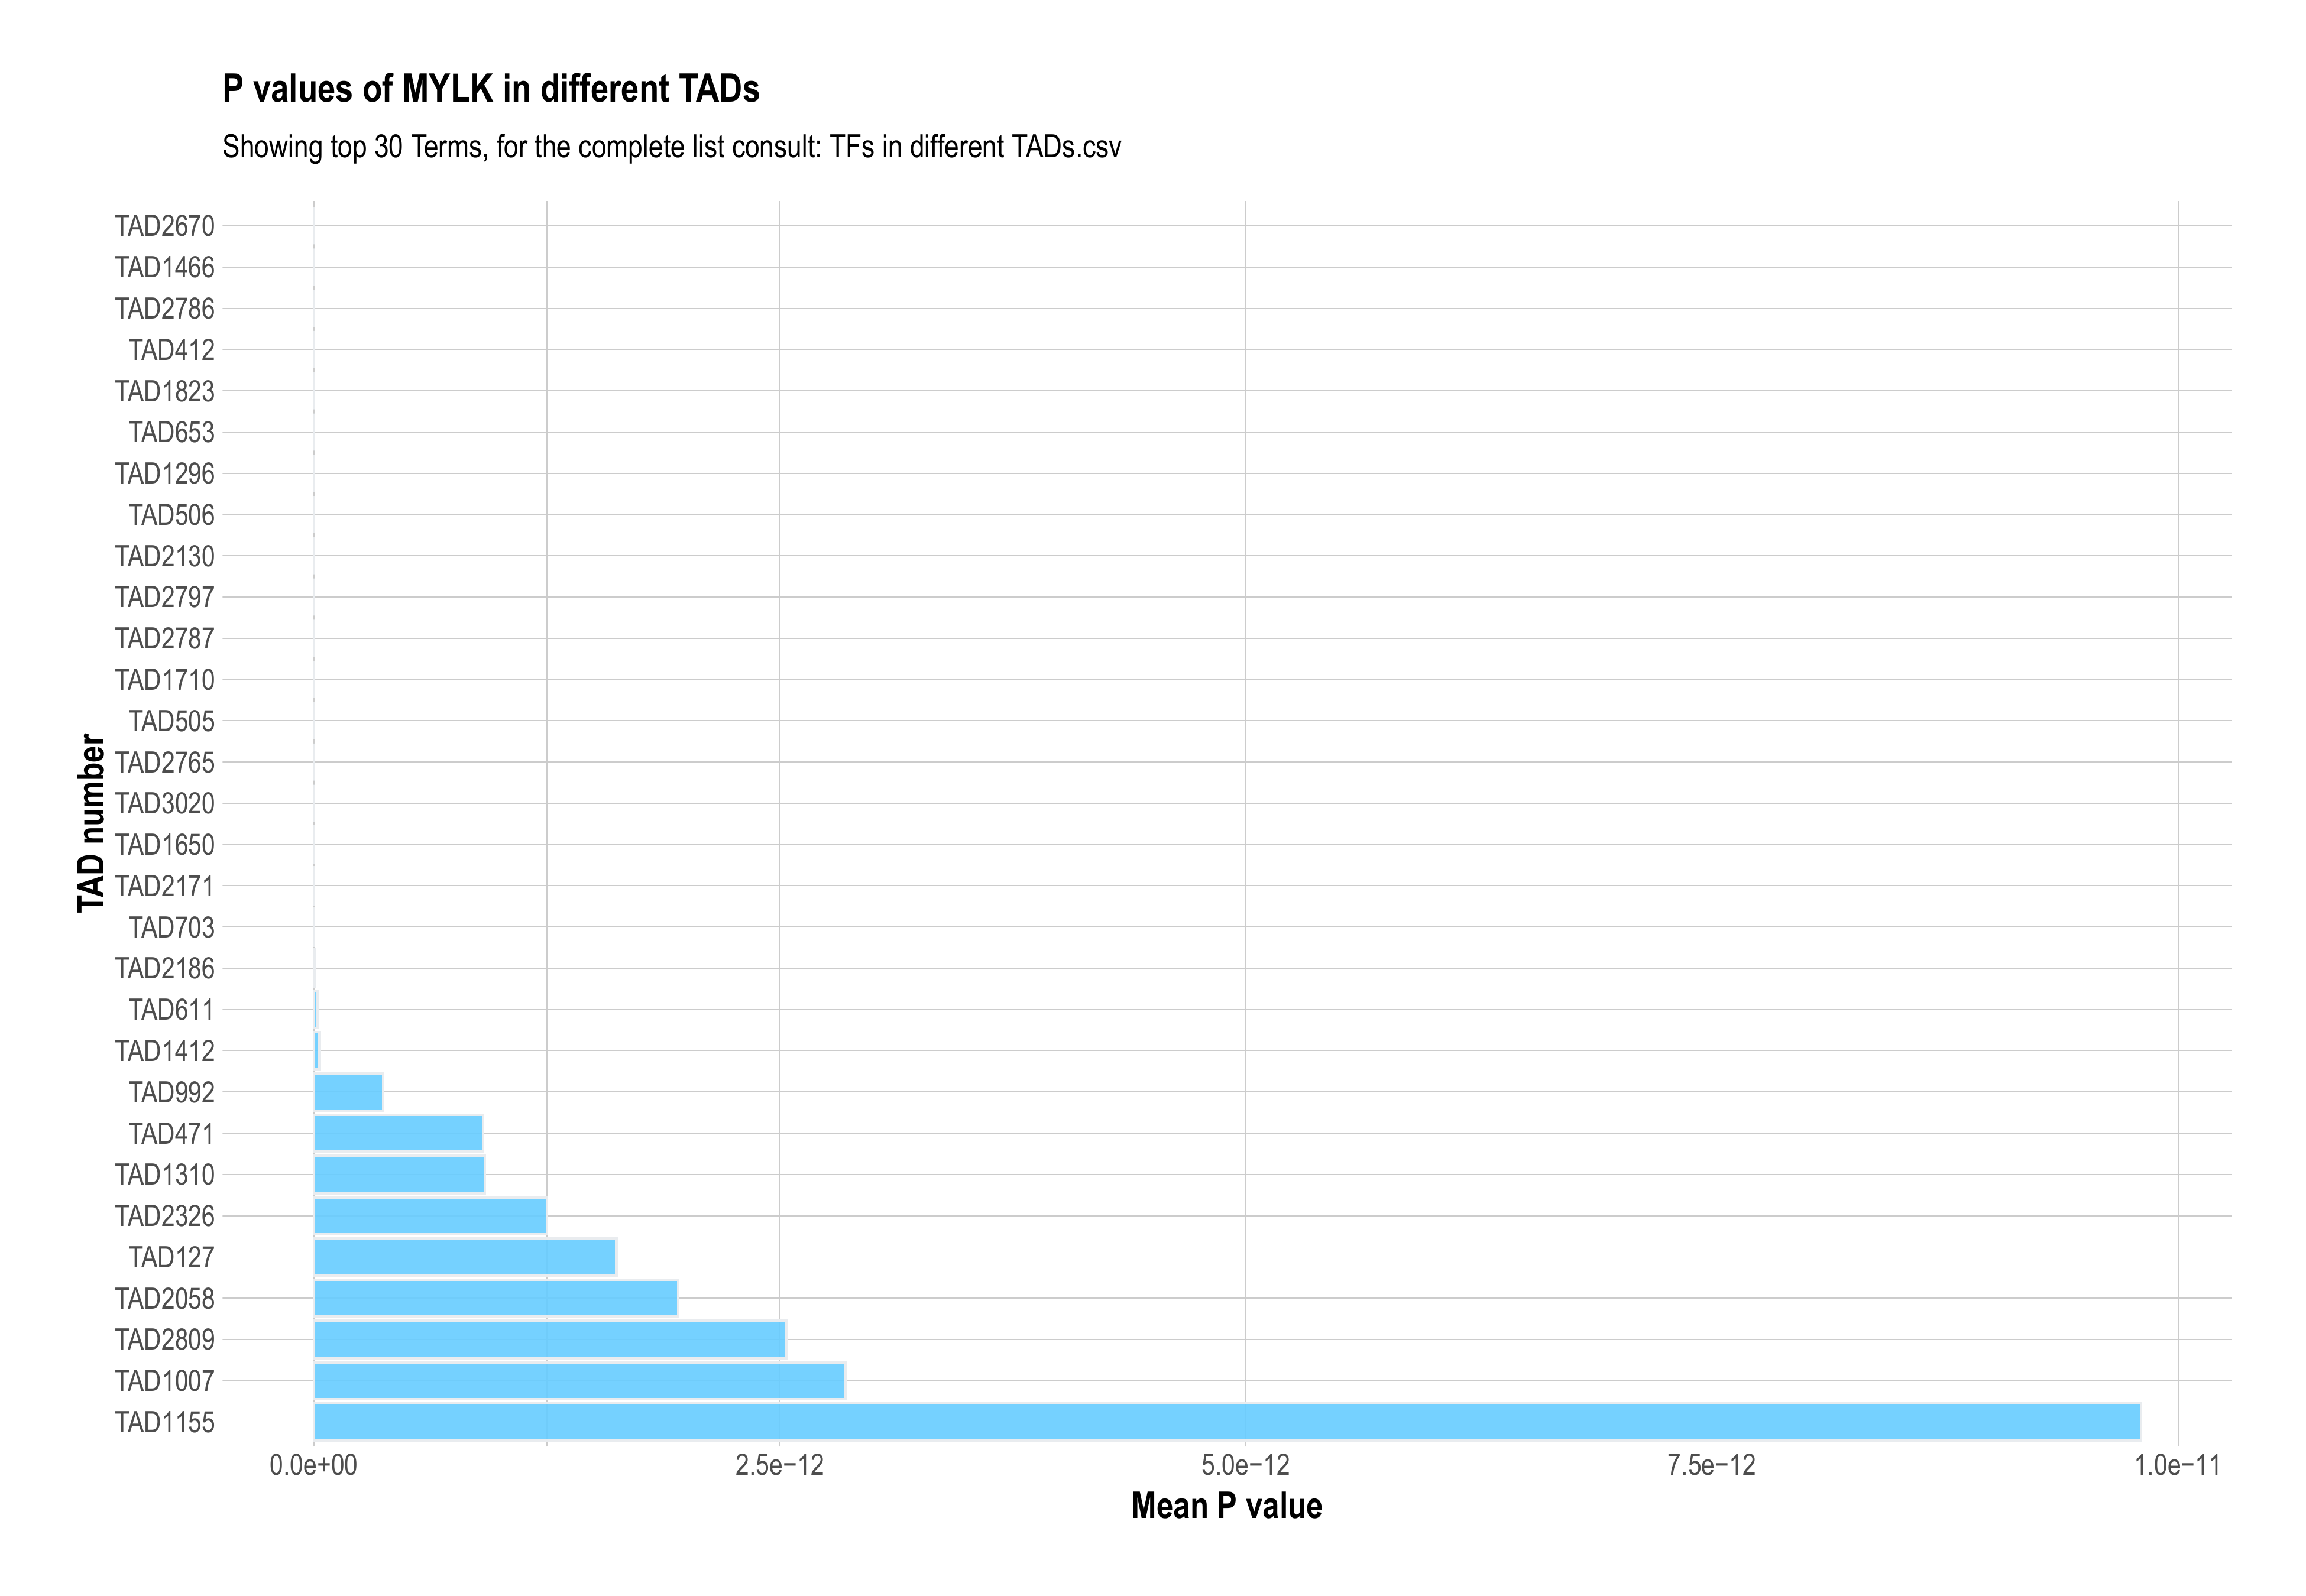 P values of MYLK in different TADs
Showing top 30 Terms, for the complete list consult: TFs in different TADs.csv
TAD number
TAD2670
TAD1466
TAD2786
TAD412
TAD1823
TAD653
TAD1296
TAD506
TAD2130
TAD2797
TAD2787
TAD1710
TAD505
TAD2765
TAD3020
TAD1650
TAD2171
TAD703
TAD2186
TAD611
TAD1412
TAD992
TAD471
TAD1310
TAD2326
TAD127
TAD2058
TAD2809
TAD1007
TAD1155
0.0e+00 2.5e−12 5.0e−12 7.5e−12 1.0e−11
Mean P value